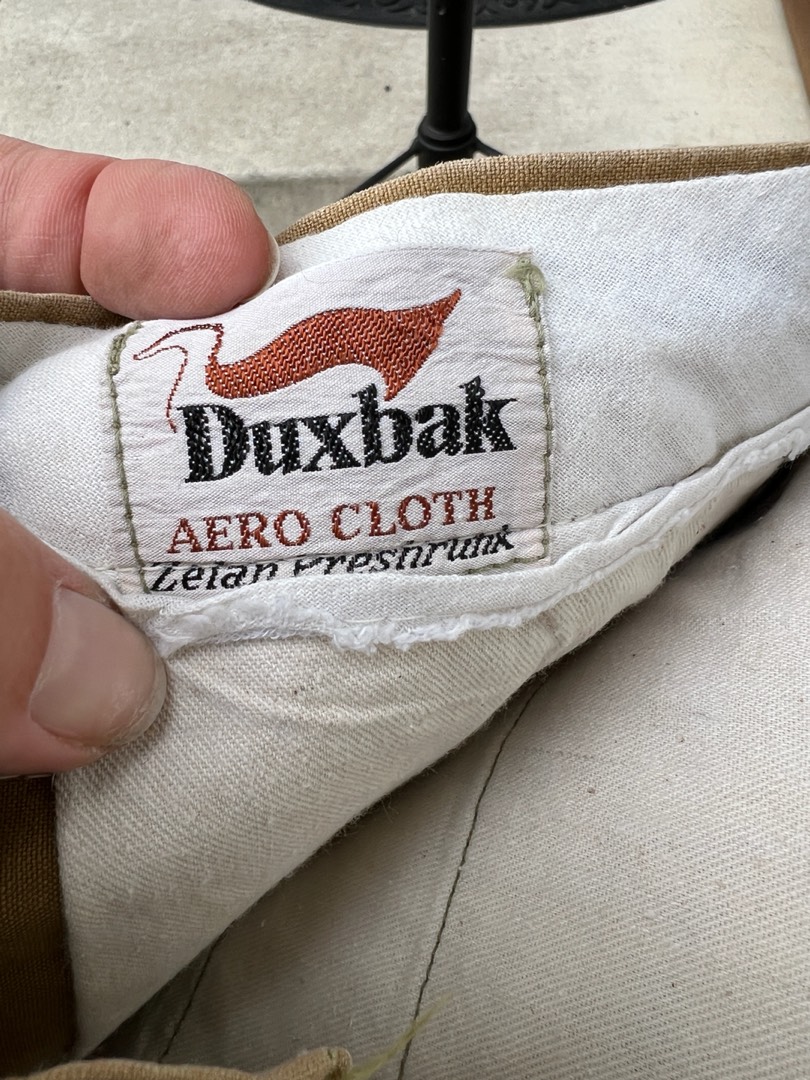 Duxbak
AERO CLOTH
Zelan Preshrunk